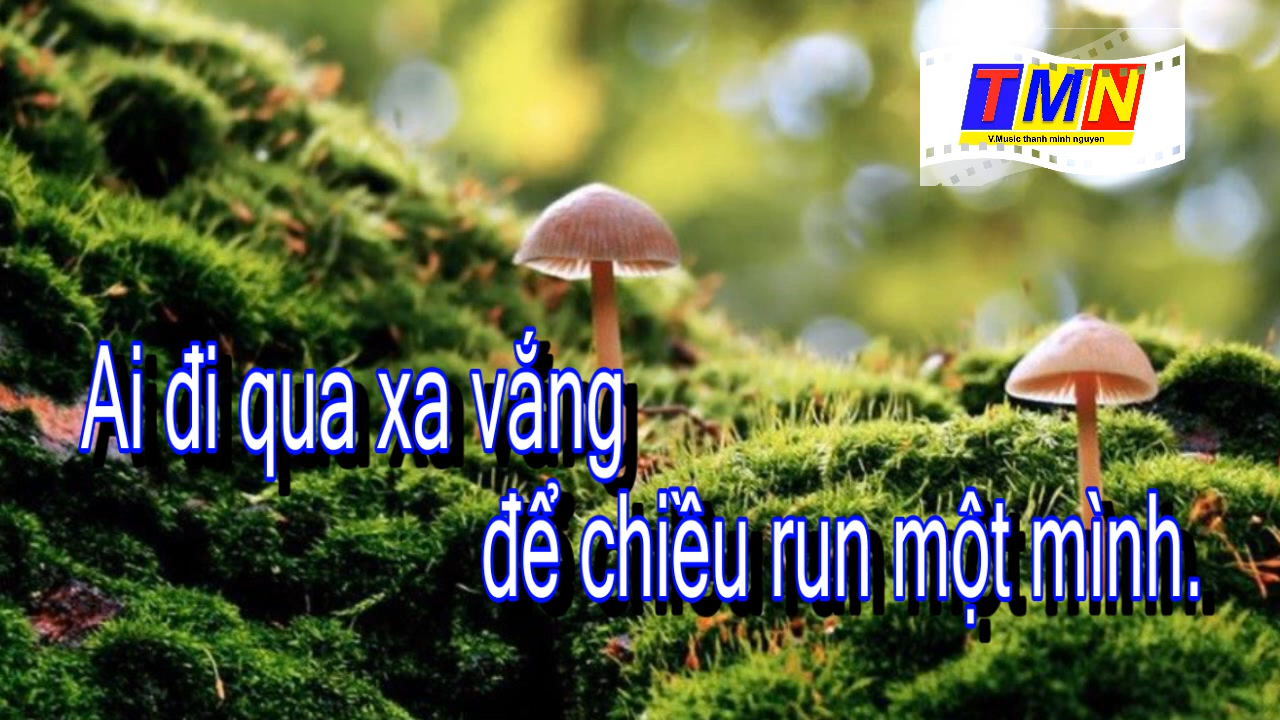 TMN
V.Music thanh minh nguyen
Ai đi qua xa vắng
để chiều run một mình.